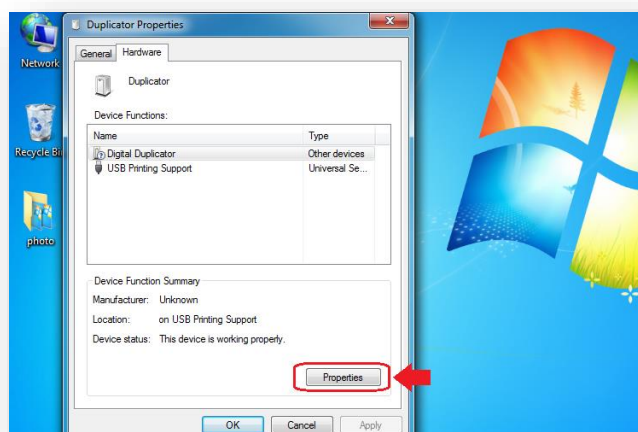 Duplicator Properties
General Hardware
Network
Duplicator
Device Functions:
Name Type
Digital Duplicator Other devices
USB Printing Support Universal Se...
Recycle Bi
photo
Device Function Summary
Manufacturer: Unknown
Location: on USB Printing Support
Device status: This device is working properly.
Properties
OK Cancel Apply